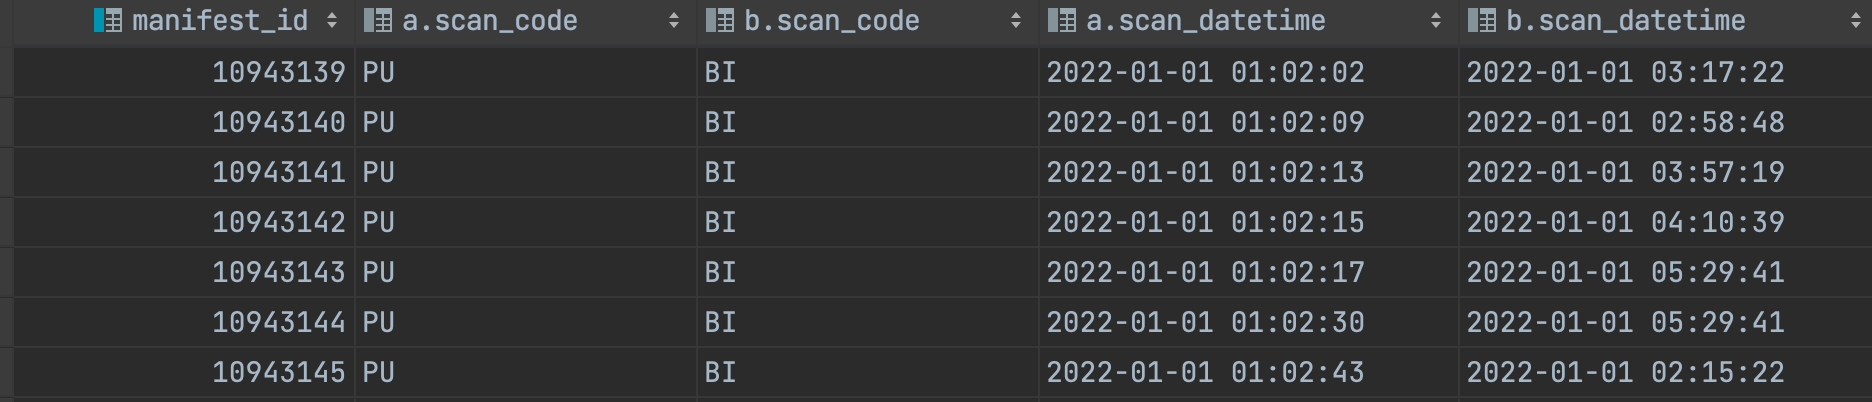 manifest_id a.scan_code b.scan_code a.scan_datetime b.scan_datetime
10943139 PU BI 2022-01-01 01:02:02 2022-01-01 03:17:22
10943140 PU BI 2022-01-01 01:02:09 2022-01-01 02:58:48
10943141 PU BI 2022-01-01 01:02:13 2022-01-01 03:57:19
10943142 PU BI 2022-01-01 01:02:15 2022-01-01 04:10:39
10943143 PU BI 2022-01-01 01:02:17 2022-01-01 05:29:41
10943144 PU BI 2022-01-01 01:02:30 2022-01-01 05:29:41
10943145 PU BI 2022-01-01 01:02:43 2022-01-01 02:15:22